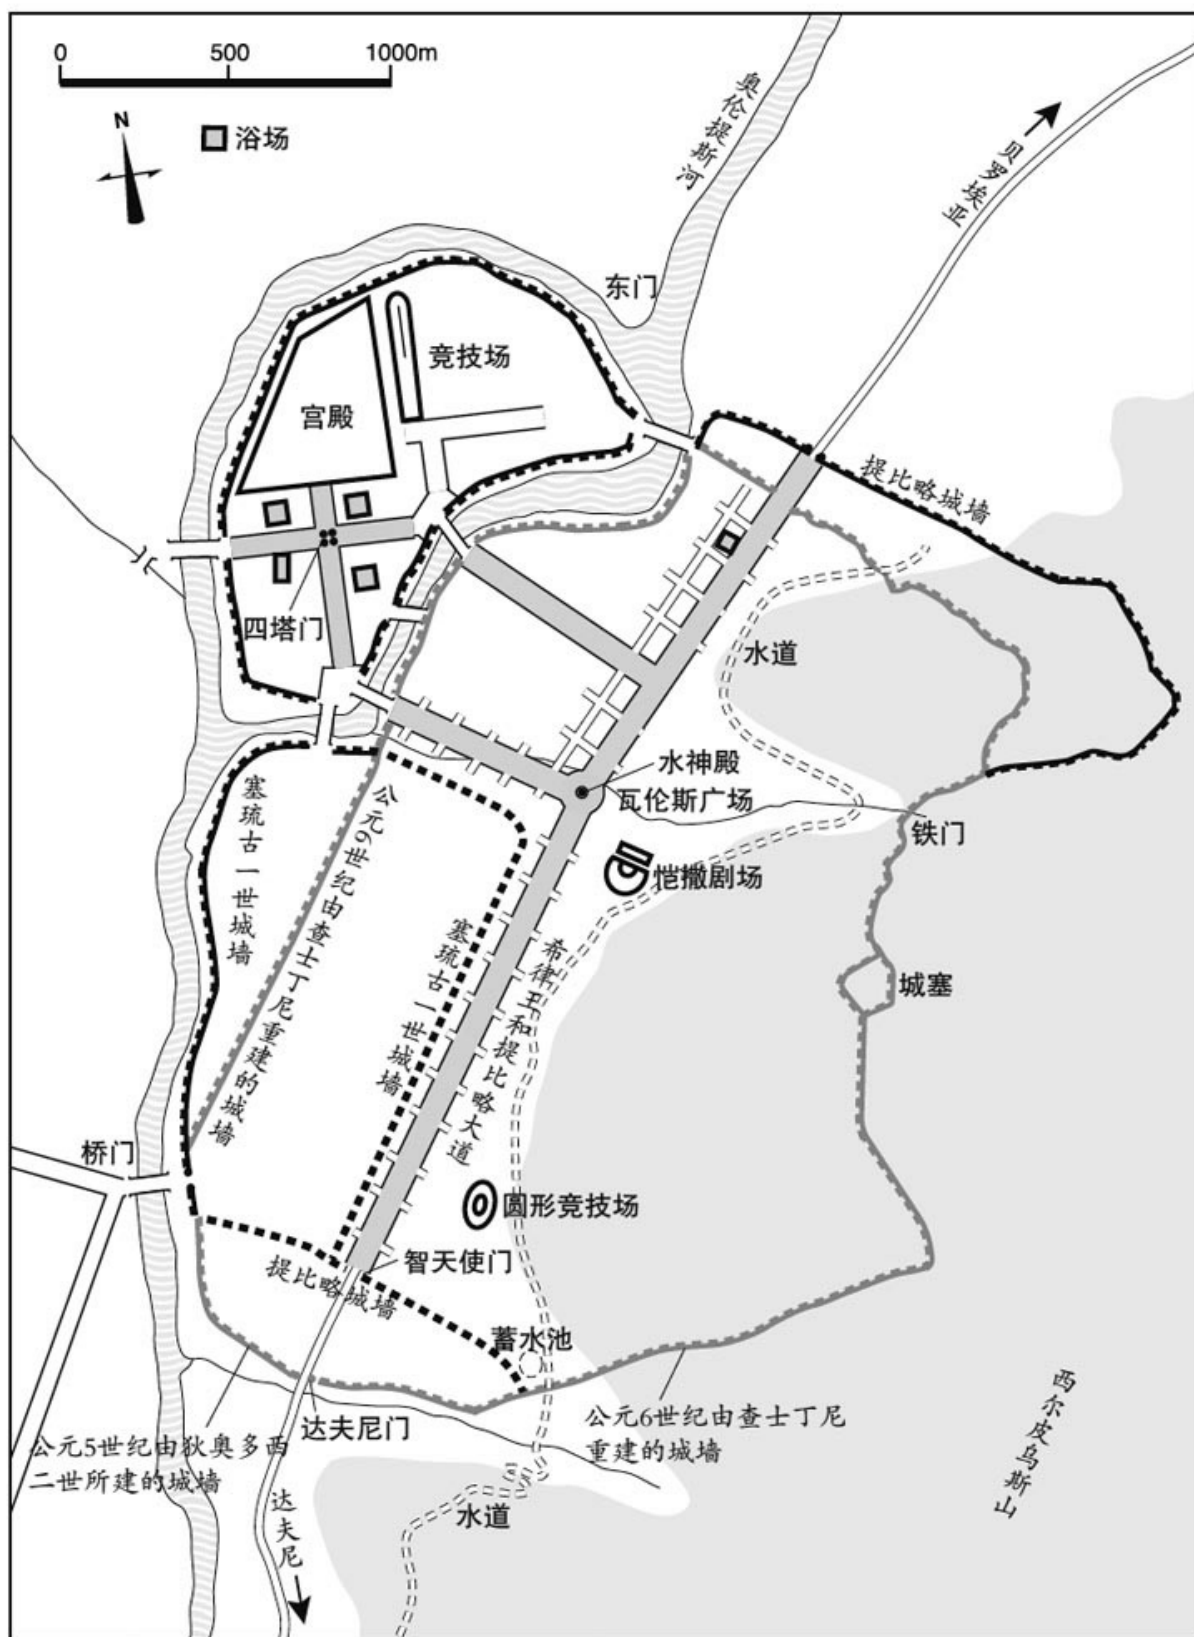 0 500 1000m
N
浴场
奥伦提斯河
贝罗埃亚
东门
竞技场
宫殿
提比略城墙
四塔门
水道
水神殿
瓦伦斯广场
铁门
恺撒剧场
塞琉古一世城墙
公元6世纪由查士丁尼重建的城墙
塞琉古一世城墙
希律王和提比略大道
城塞
桥门
圆形竞技场
智天使门
提比略城墙
蓄水池
达夫尼门
公元5世纪由狄奥多西
二世所建的城墙
公元6世纪由查士丁尼
重建的城墙
西尔皮乌斯山
水道
达夫尼